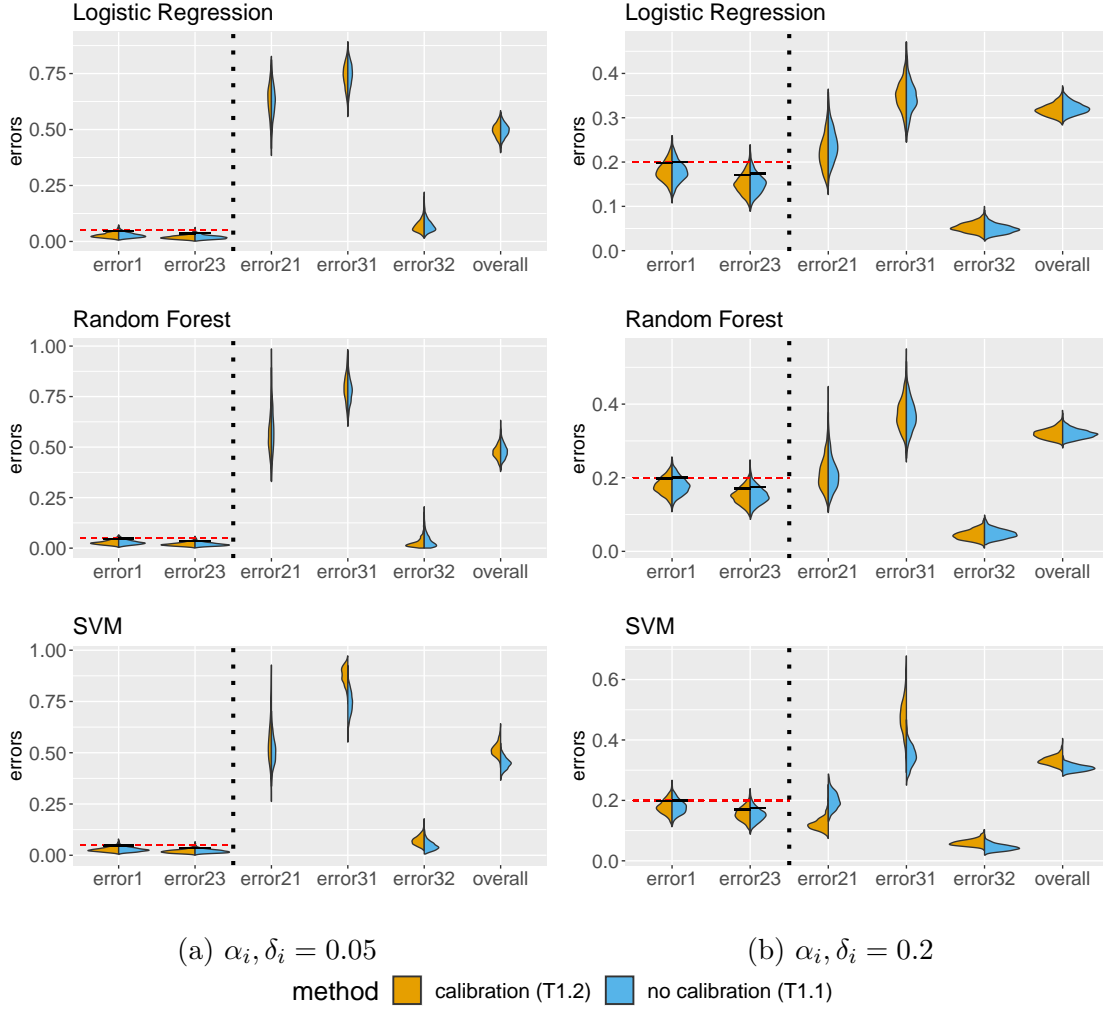 Logistic Regression
errors
0.75
0.50
0.25
0.00
error1 error23 error21 error31 error32 overall
Random Forest
errors
1.00
0.75
0.50
0.25
0.00
error1 error23 error21 error31 error32 overall
SVM
errors
1.00
0.75
0.50
0.25
0.00
error1 error23 error21 error31 error32 overall
(a) αᵢ, δᵢ = 0.05
Logistic Regression
errors
0.4
0.3
0.2
0.1
0.0
error1 error23 error21 error31 error32 overall
Random Forest
errors
0.4
0.2
0.0
error1 error23 error21 error31 error32 overall
SVM
errors
0.6
0.4
0.2
0.0
error1 error23 error21 error31 error32 overall
(b) αᵢ, δᵢ = 0.2
method calibration (T1.2) no calibration (T1.1)